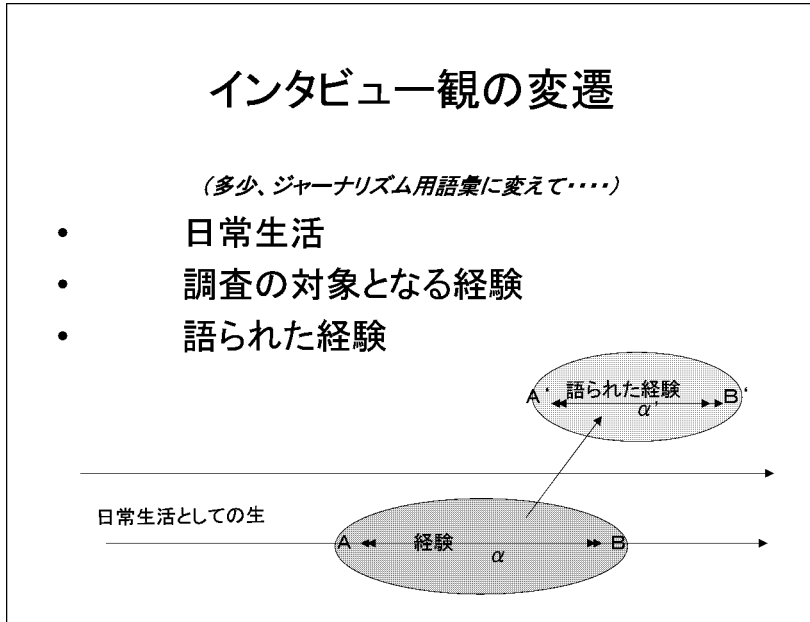 インタビュー観の変遷
(多少、ジャーナリズム用語彙に変えて・・・・)
• 日常生活
• 調査の対象となる経験
• 語られた経験
A‘ 語られた経験 B‘
α’
日常生活としての生
A 経験 B
α